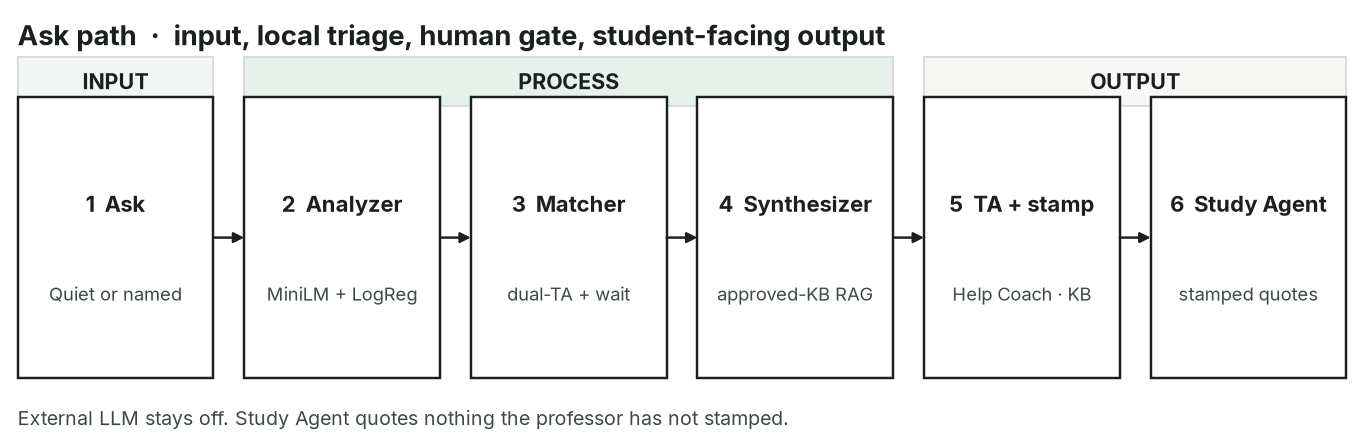 Ask path · input, local triage, human gate, student-facing output
INPUT
PROCESS
OUTPUT
1 Ask
2 Analyzer
3 Matcher
4 Synthesizer
5 TA + stamp
6 Study Agent
Quiet or named
MiniLM + LogReg
dual-TA + wait
approved-KB RAG
Help Coach · KB
stamped quotes
External LLM stays off. Study Agent quotes nothing the professor has not stamped.